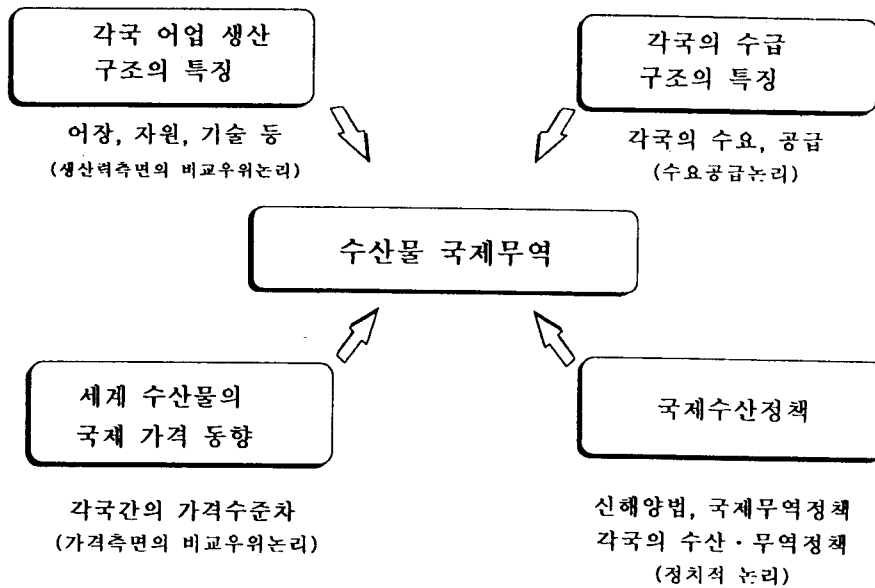 각국 어업 생산
구조의 특징
어장, 자원, 기술 등
(생산력측면의 비교우위논리)
각국의 수급
구조의 특징
각국의 수요, 공급
(수요공급논리)
수산물 국제무역
세계 수산물의
국제 가격 동향
각국간의 가격수준차
(가격측면의 비교우위논리)
국제수산정책
신해양법, 국제무역정책
각국의 수산 · 무역정책
(정치적 논리)